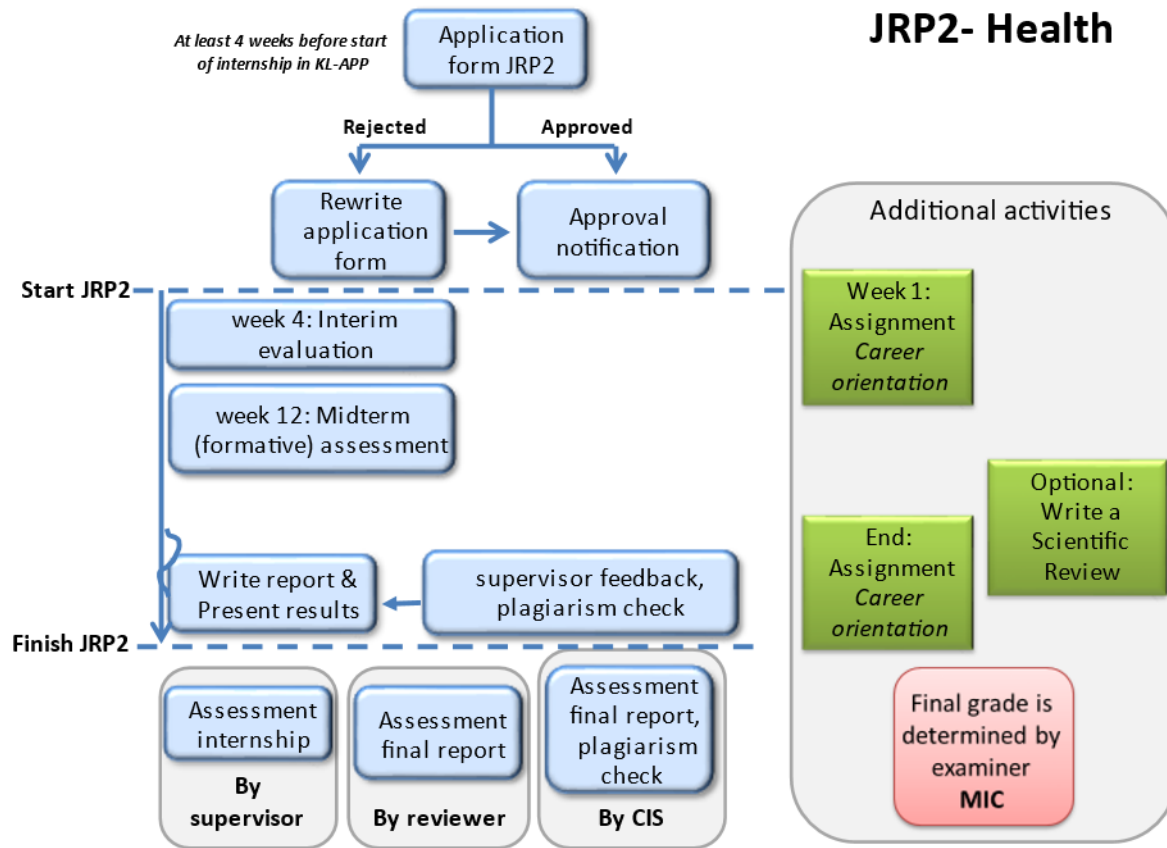 JRP2- Health
At least 4 weeks before start
of internship in KL-APP
Application
form JRP2
Rejected
Approved
Rewrite
application
form
Approval
notification
Start JRP2
week 4: Interim
evaluation
week 12: Midterm
(formative) assessment
Write report &
Present results
supervisor feedback,
plagiarism check
Finish JRP2
Assessment
internship
By
supervisor
Assessment
final report
By reviewer
Assessment
final report,
plagiarism
check
By CIS
Additional activities
Week 1:
Assignment
Career
orientation
Optional:
Write a
Scientific
Review
End:
Assignment
Career
orientation
Final grade is
determined by
examiner
MIC